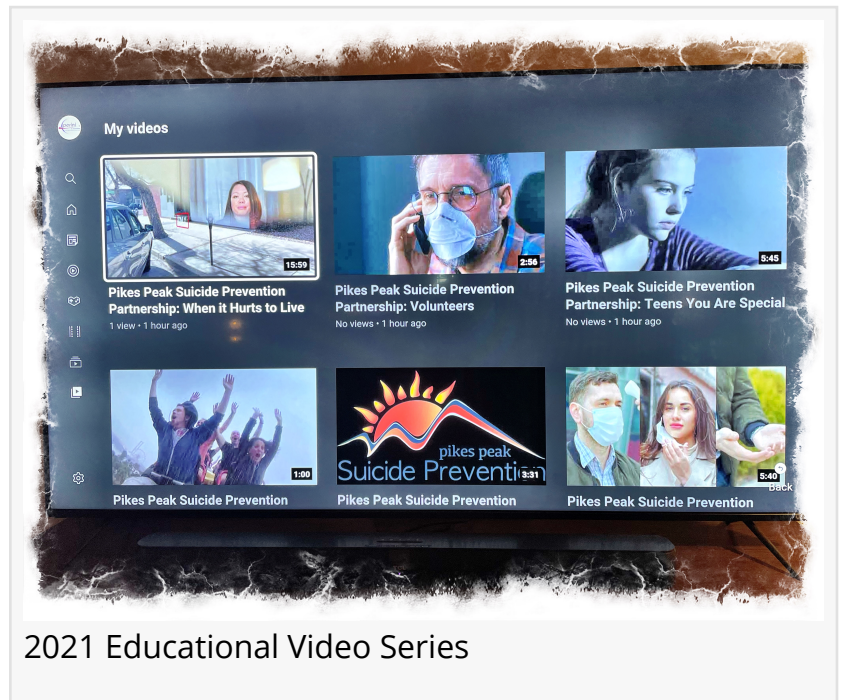 My videos
15:59
2:56
5:45
Pikes Peak Suicide Prevention
Partnership: When it Hurts to Live
1 view • 1 hour ago
Pikes Peak Suicide Prevention
Partnership: Volunteers
No views • 1 hour ago
Pikes Peak Suicide Prevention
Partnership: Teens You Are Special
No views • 1 hour ago
1:00
pikes peak
Suicide Prevention
3:31
5:40
Back
Pikes Peak Suicide Prevention
Pikes Peak Suicide Prevention
Pikes Peak Suicide Prevention
2021 Educational Video Series